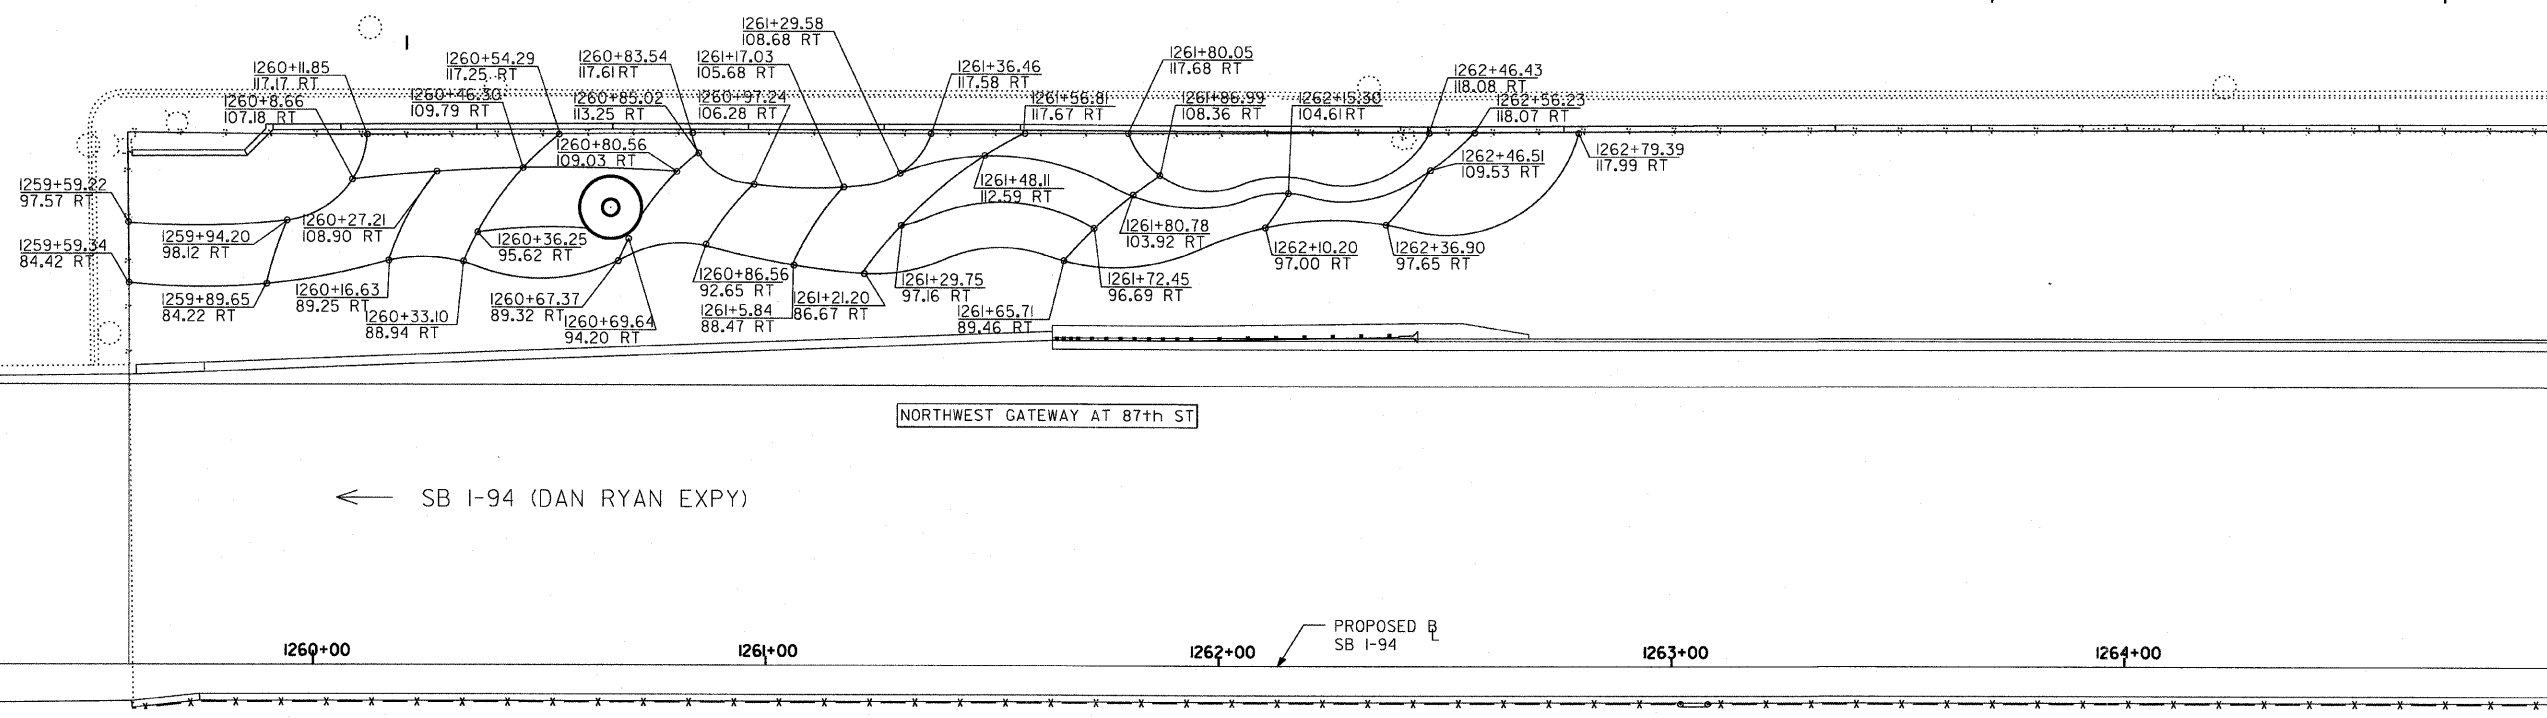 1261+29.58
108.68 RT
1260+11.85
117.17 RT
1260+54.29
117.25 RT
1260+83.54
117.61 RT
1261+17.03
105.68 RT
1261+36.46
117.58 RT
1261+80.05
117.68 RT
1262+46.43
118.08 RT
1260+8.66
107.18 RT
1260+46.30
109.79 RT
1260+85.02
113.25 RT
1260+97.24
106.28 RT
1261+56.81
117.67 RT
1261+86.99
108.36 RT
1262+15.30
104.61 RT
1262+56.23
118.07 RT
1260+80.56
109.03 RT
1262+46.51
109.53 RT
1262+79.39
117.99 RT
1259+59.22
97.57 RT
1261+48.11
112.59 RT
1260+27.21
108.90 RT
1259+94.20
98.12 RT
1260+36.25
95.62 RT
1261+80.78
103.92 RT
1259+59.34
84.42 RT
1262+10.20
97.00 RT
1262+36.90
97.65 RT
1259+89.65
84.22 RT
1260+16.63
89.25 RT
1260+33.10
88.94 RT
1260+67.37
89.32 RT
1260+69.64
94.20 RT
1260+86.56
92.65 RT
1261+5.84
88.47 RT
1261+21.20
86.67 RT
1261+29.75
97.16 RT
1261+65.71
89.46 RT
1261+72.45
96.69 RT
NORTHWEST GATEWAY AT 87th ST
SB I-94 (DAN RYAN EXPY)
PROPOSED BL
SB I-94
1260+00
1261+00
1262+00
1263+00
1264+00